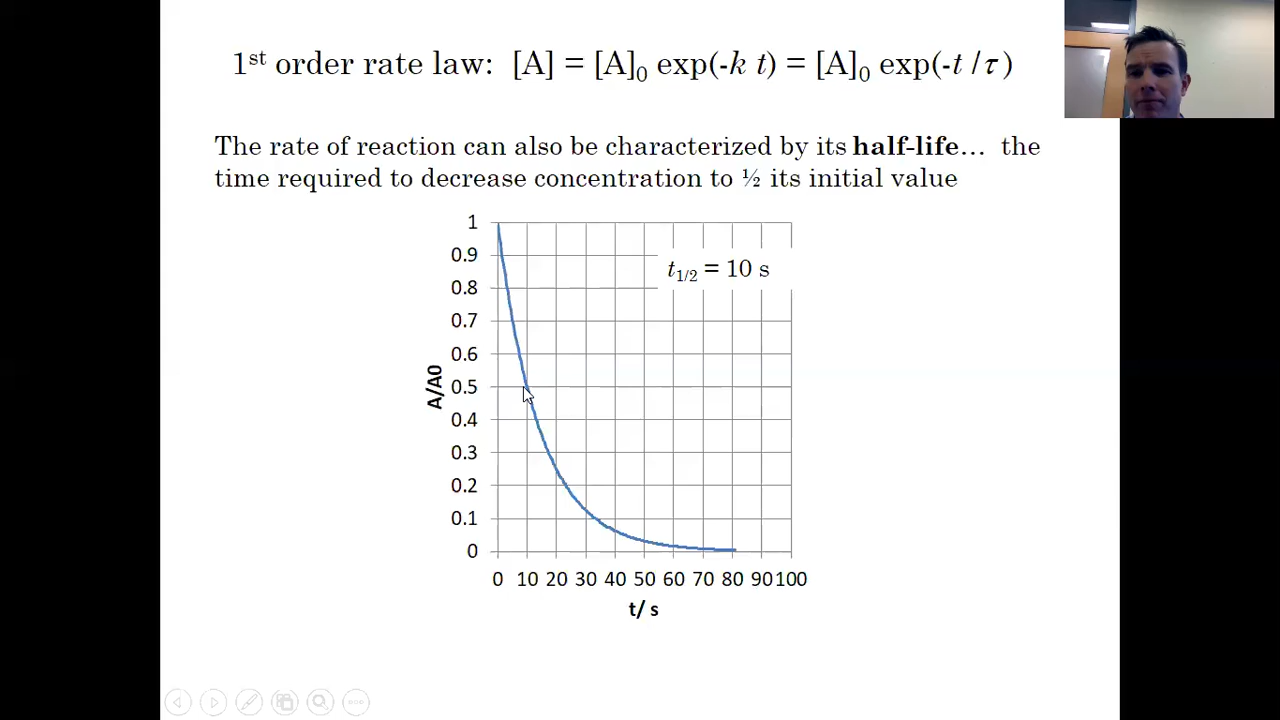 1st order rate law: [A] = [A]0 exp(-k t) = [A]0 exp(-t /τ)
The rate of reaction can also be characterized by its half-life… the
time required to decrease concentration to ½ its initial value
t1/2 = 10 s
1
0.9
0.8
0.7
0.6
0.5
0.4
0.3
0.2
0.1
0
A/A0
0 10 20 30 40 50 60 70 80 90 100
t/ s